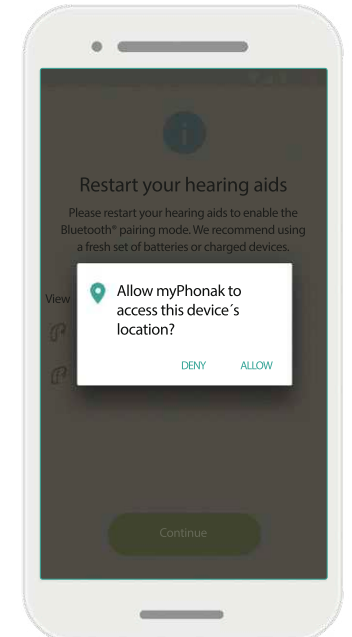 Restart your hearing aids
Please restart your hearing aids to enable the
Bluetooth® pairing mode. We recommend using
a fresh set of batteries or charged devices.
View
Allow myPhonak to
access this device´s
location?
DENY ALLOW
Continue